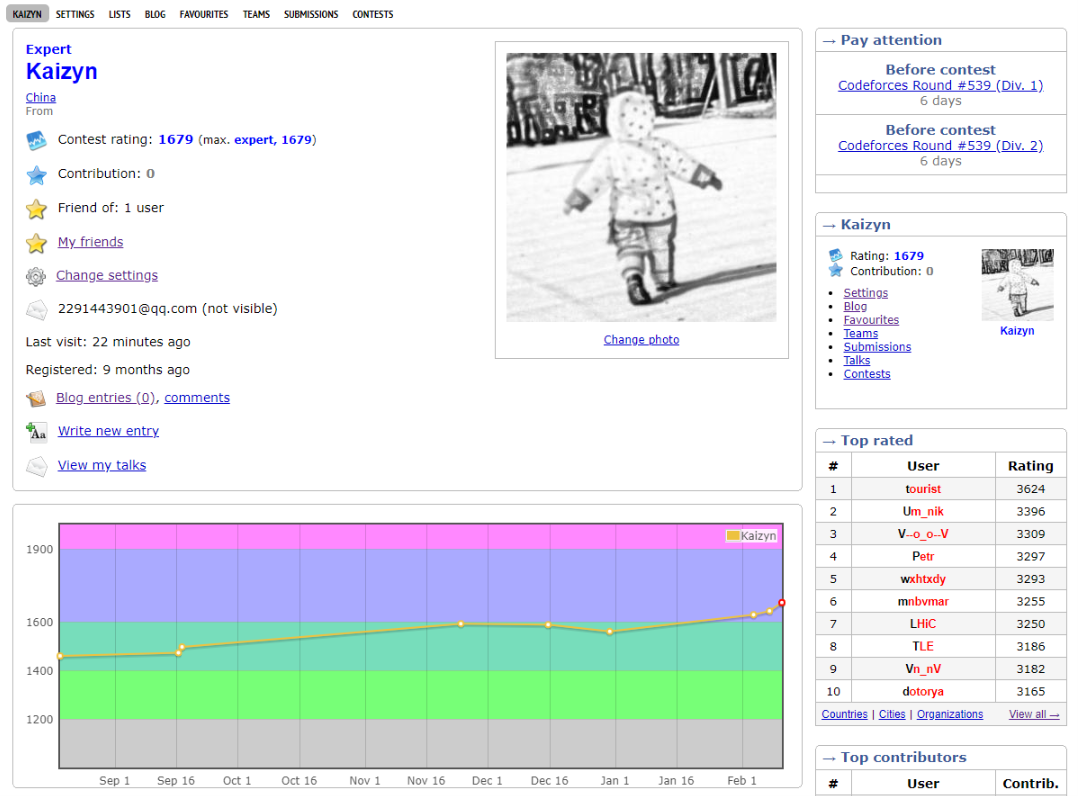 KAIZYN SETTINGS LISTS BLOG FAVOURITES TEAMS SUBMISSIONS CONTESTS
Expert
Kaizyn
China
From
Contest rating: 1679 (max. expert, 1679)
Contribution: 0
Friend of: 1 user
My friends
Change settings
2291443901@qq.com (not visible)
Last visit: 22 minutes ago
Registered: 9 months ago
Blog entries (0), comments
Write new entry
View my talks
Change photo
Kaizyn
1900
1600
1400
1200
Sep 1 Sep 16 Oct 1 Oct 16 Nov 1 Nov 16 Dec 1 Dec 16 Jan 1 Jan 16 Feb 1
→ Pay attention
Before contest
Codeforces Round #539 (Div. 1)
6 days
Before contest
Codeforces Round #539 (Div. 2)
6 days
→ Kaizyn
Rating: 1679
Contribution: 0
Settings
Blog
Favourites
Teams
Submissions
Talks
Contests
Kaizyn
→ Top rated
# User Rating
1 tourist 3624
2 Um_nik 3396
3 V--o_o--V 3309
4 Petr 3297
5 wxhtxdy 3293
6 mnbvmar 3255
7 LHiC 3250
8 TLE 3186
9 Vn_nV 3182
10 dotorya 3165
Countries | Cities | Organizations View all →
→ Top contributors
# User Contrib.